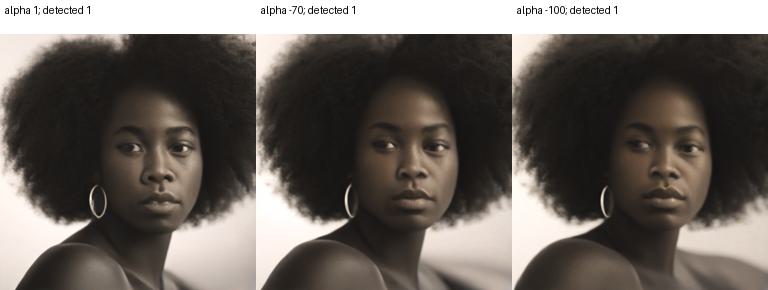 alpha 1; detected 1
alpha -70; detected 1
alpha -100; detected 1